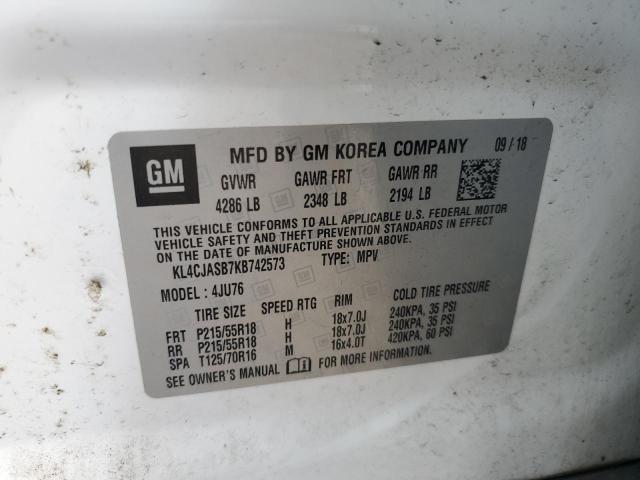 GM MFD BY GM KOREA COMPANY 09/18
GVWR GAWR FRT GAWR RR
4286 LB 2348 LB 2194 LB
THIS VEHICLE CONFORMS TO ALL APPLICABLE U.S. FEDERAL MOTOR
VEHICLE SAFETY AND THEFT PREVENTION STANDARDS IN EFFECT
ON THE DATE OF MANUFACTURE SHOWN ABOVE.
KL4CJASB7KB742573 TYPE: MPV
MODEL: 4JU76
TIRE SIZE SPEED RTG RIM COLD TIRE PRESSURE
FRT P215/55R18 H 18x7.0J 240KPA, 35 PSI
RR P215/55R18 H 18x7.0J 240KPA, 35 PSI
SPA T125/70R16 M 16x4.0T 420KPA, 60 PSI
SEE OWNER'S MANUAL FOR MORE INFORMATION.